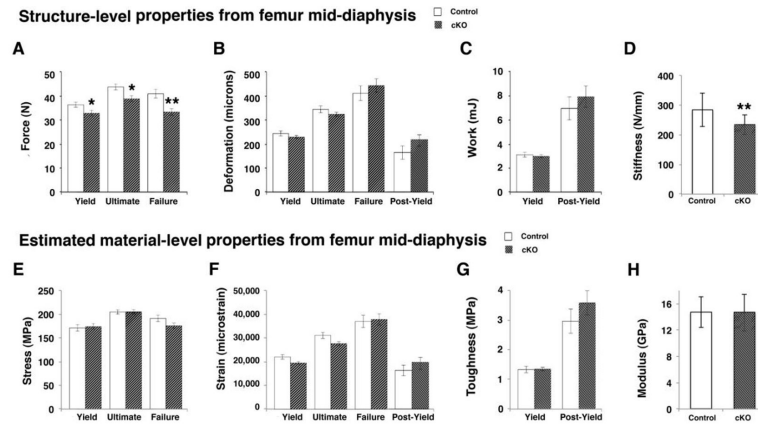 Structure-level properties from femur mid-diaphysis
Control
cKO
A
Force (N)
50
40
30
20
10
0
*
*
**
Yield
Ultimate
Failure
B
Deformation (microns)
500
400
300
200
100
0
Yield
Ultimate
Failure
Post-Yield
C
Work (mJ)
10
8
6
4
2
0
Yield
Post-Yield
D
Stiffness (N/mm)
400
300
200
100
0
**
Control
cKO
Estimated material-level properties from femur mid-diaphysis
Control
cKO
E
Stress (MPa)
250
200
150
100
50
0
Yield
Ultimate
Failure
F
Strain (microstrain)
50,000
40,000
30,000
20,000
10,000
0
Yield
Ultimate
Failure
Post-Yield
G
Toughness (MPa)
4
3
2
1
0
Yield
Post-Yield
H
Modulus (GPa)
16
12
8
4
0
Control
cKO